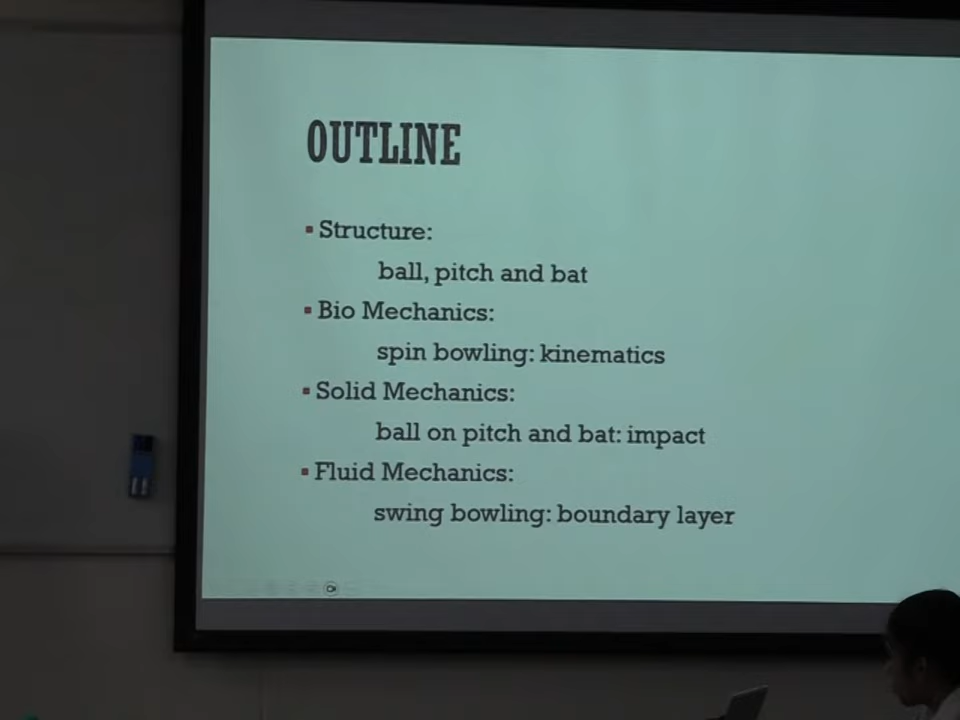 OUTLINE
▪ Structure:
ball, pitch and bat
▪ Bio Mechanics:
spin bowling: kinematics
▪ Solid Mechanics:
ball on pitch and bat: impact
▪ Fluid Mechanics:
swing bowling: boundary layer